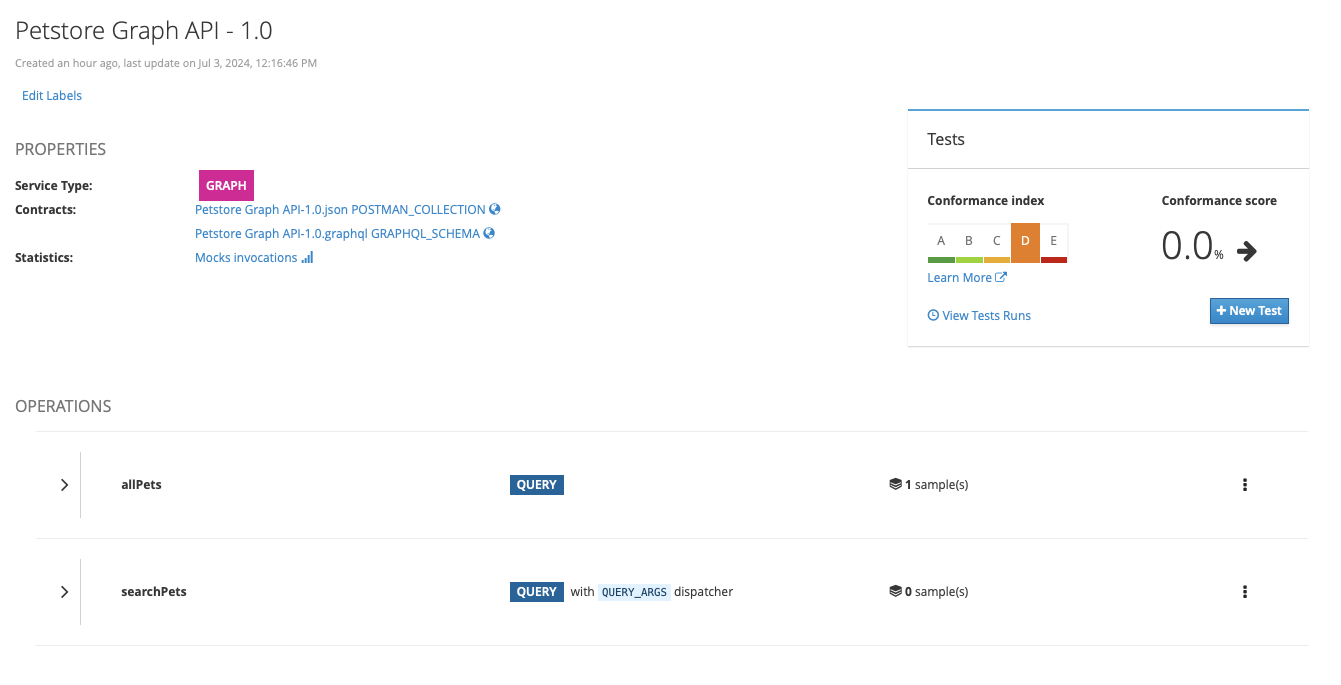 Petstore Graph API - 1.0
Created an hour ago, last update on Jul 3, 2024, 12:16:46 PM
Edit Labels
PROPERTIES
Service Type: GRAPH
Contracts: Petstore Graph API-1.0.json POSTMAN_COLLECTION
Petstore Graph API-1.0.graphql GRAPHQL_SCHEMA
Statistics: Mocks invocations
Tests
Conformance index
A B C D E
Learn More
View Tests Runs
Conformance score
0.0%
+ New Test
OPERATIONS
allPets QUERY 1 sample(s)
searchPets QUERY with QUERY_ARGS dispatcher 0 sample(s)